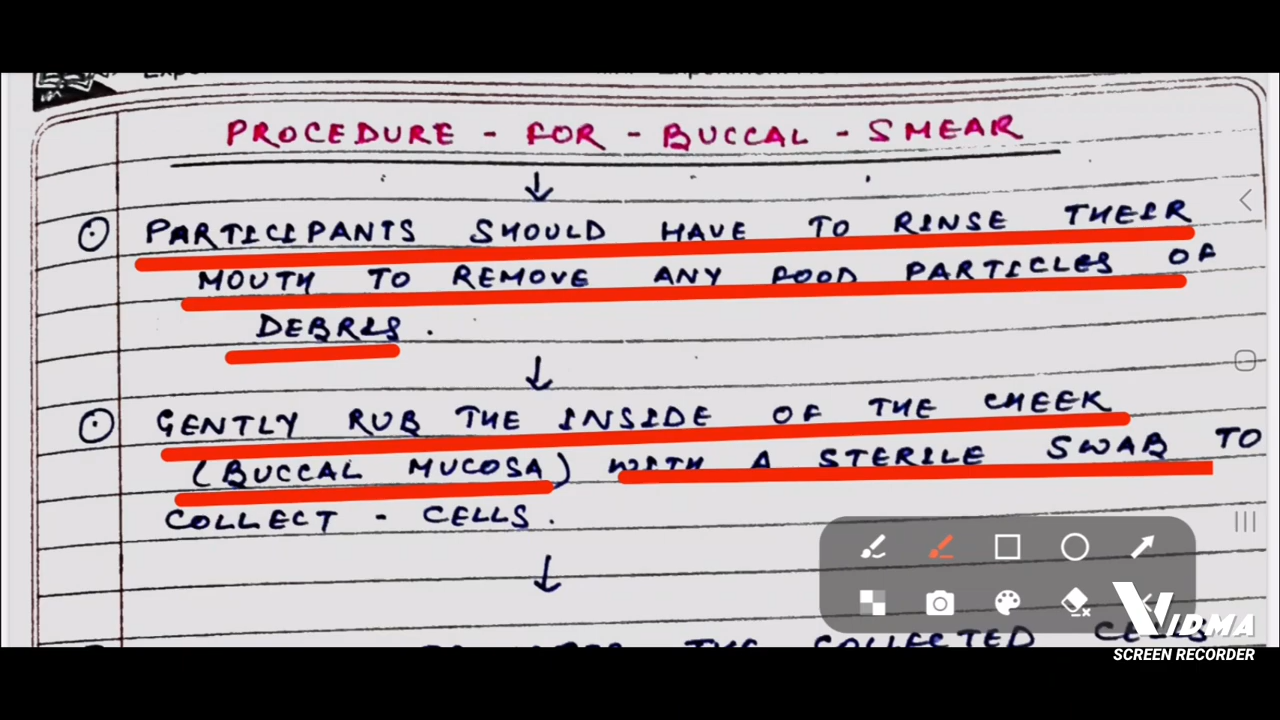 PROCEDURE - FOR - BUCCAL - SMEAR
↓
PARTICIPANTS SHOULD HAVE TO RINSE THEIR
MOUTH TO REMOVE ANY FOOD PARTICLES OF
DEBRIS .
↓
GENTLY RUB THE INSIDE OF THE CHEEK
(BUCCAL MUCOSA) WITH A STERILE SWAB TO
COLLECT - CELLS .
↓
THE COLLECTED CELLS
VIDMA
SCREEN RECORDER